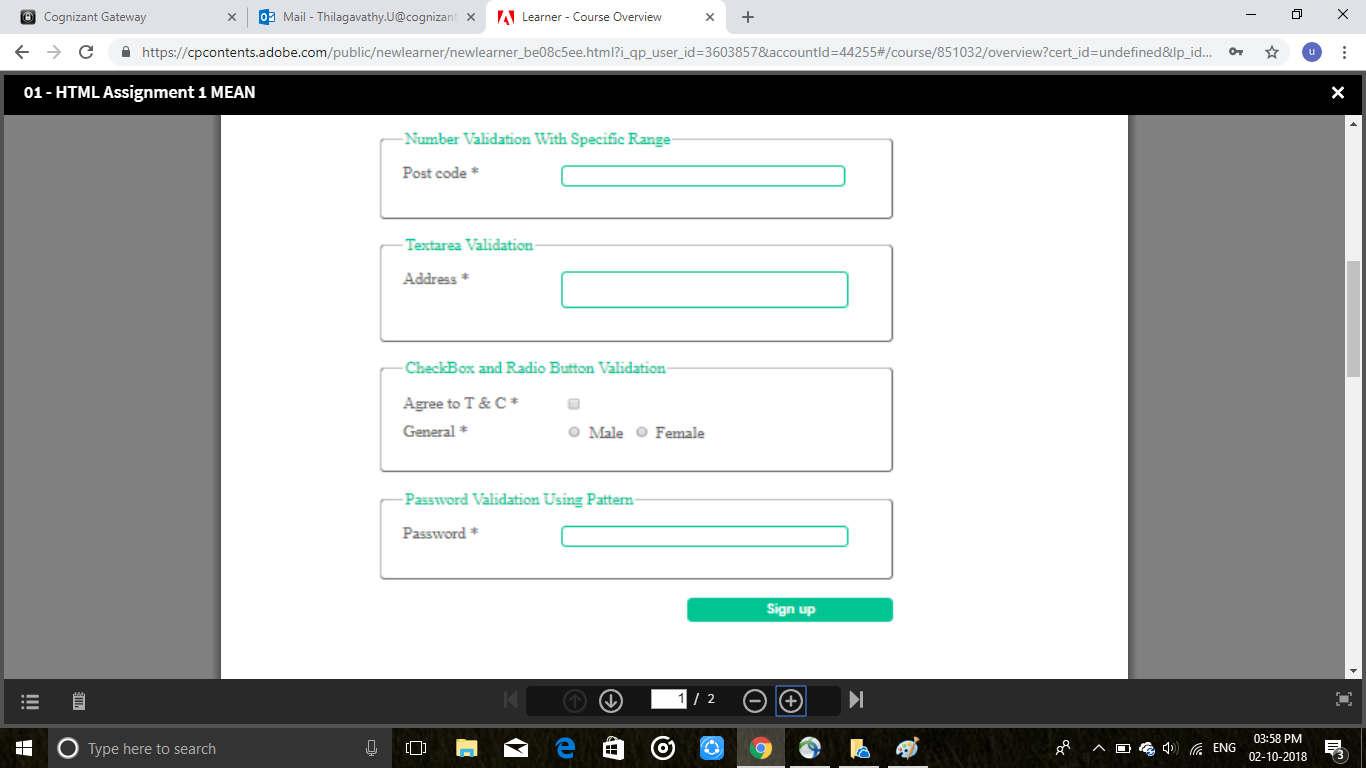 Cognizant Gateway
Mail - Thilagavathy.U@cognizant
Learner - Course Overview
https://cpcontents.adobe.com/public/newlearner/newlearner_be08c5ee.html?i_qp_user_id=3603857&accountId=44255#/course/851032/overview?cert_id=undefined&lp_id...
u
01 - HTML Assignment 1 MEAN
Number Validation With Specific Range
Post code *
Textarea Validation
Address *
CheckBox and Radio Button Validation
Agree to T & C *
General * Male Female
Password Validation Using Pattern
Password *
Sign up
1 / 2
Type here to search
ENG
03:58 PM
02-10-2018
3